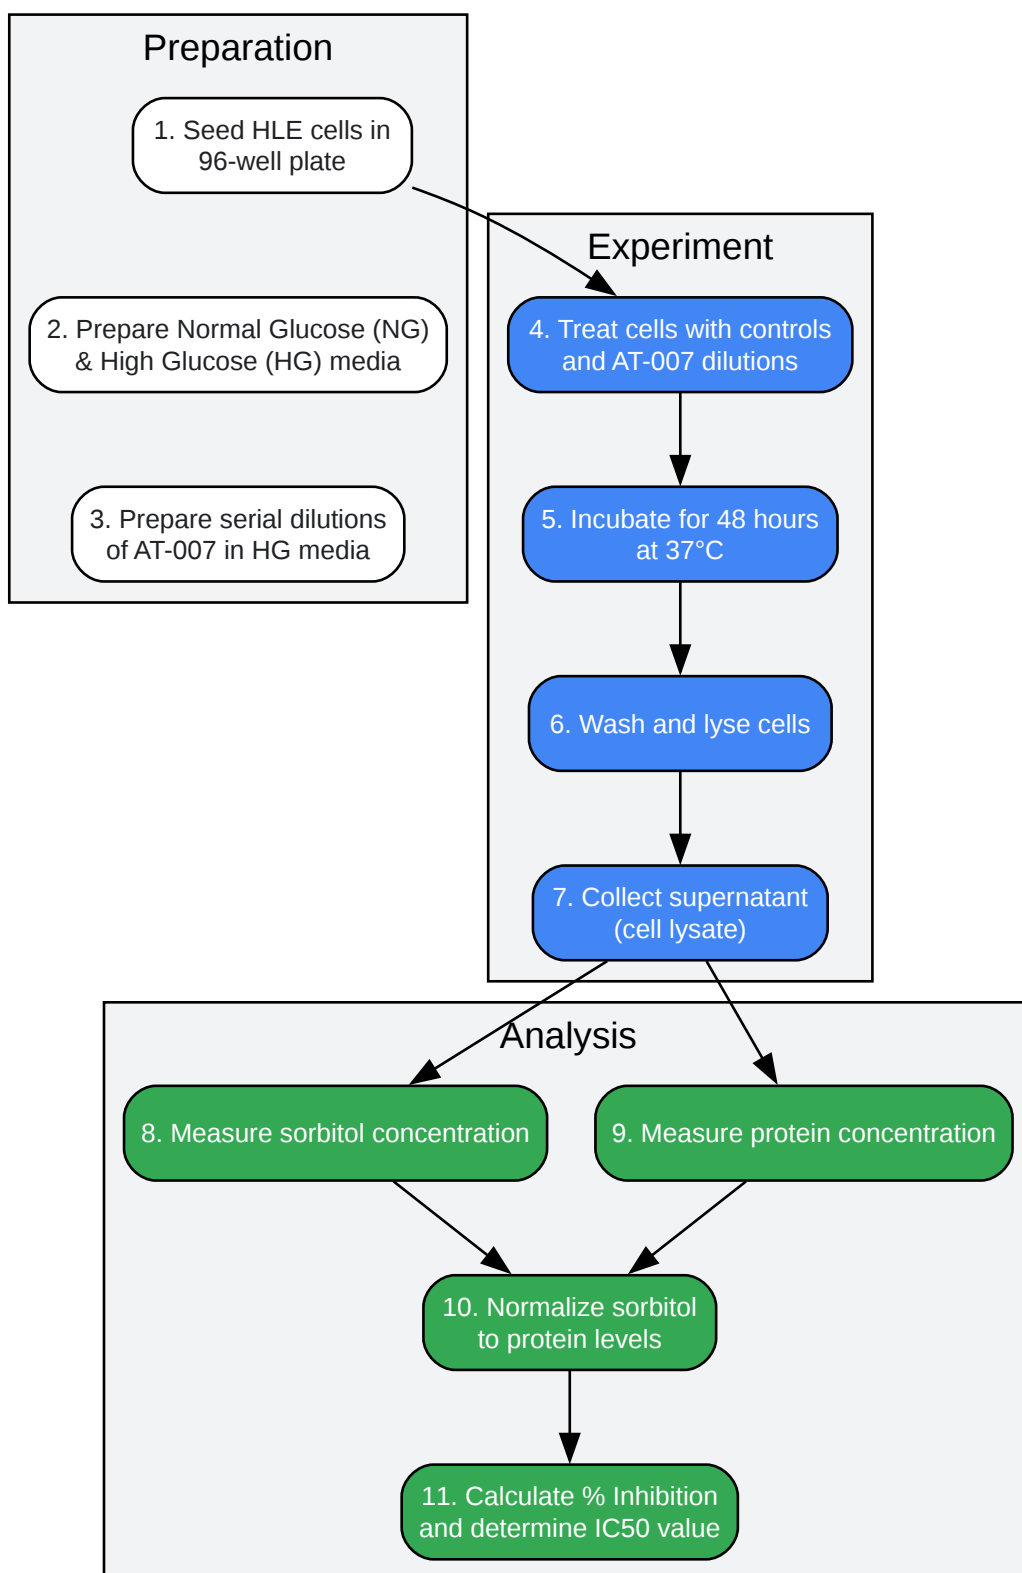 Preparation
1. Seed HLE cells in
96-well plate
2. Prepare Normal Glucose (NG)
& High Glucose (HG) media
3. Prepare serial dilutions
of AT-007 in HG media
Experiment
4. Treat cells with controls
and AT-007 dilutions
5. Incubate for 48 hours
at 37°C
6. Wash and lyse cells
7. Collect supernatant
(cell lysate)
Analysis
8. Measure sorbitol concentration
9. Measure protein concentration
10. Normalize sorbitol
to protein levels
11. Calculate % Inhibition
and determine IC50 value